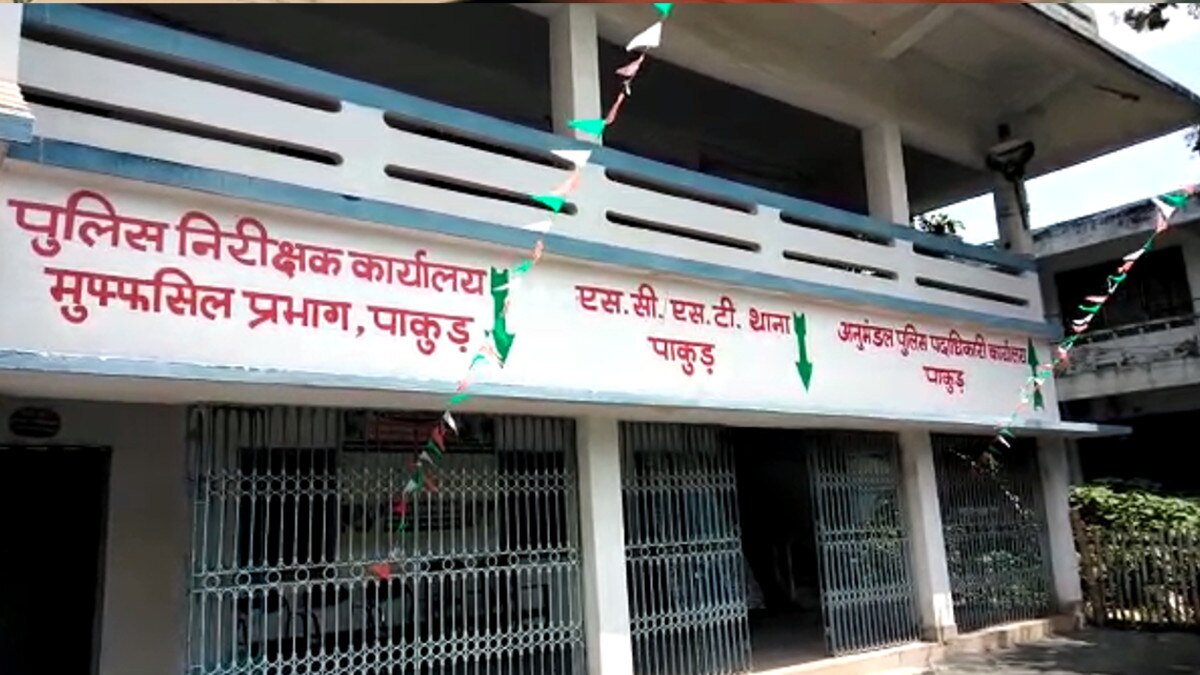 पुलिस निरीक्षक कार्यालय
मुफ्फसिल प्रभाग, पाकुड़
एस.सी. एस.टी. थाना
पाकुड़
अनुमंडल पुलिस पदाधिकारी कार्यालय
पाकुड़